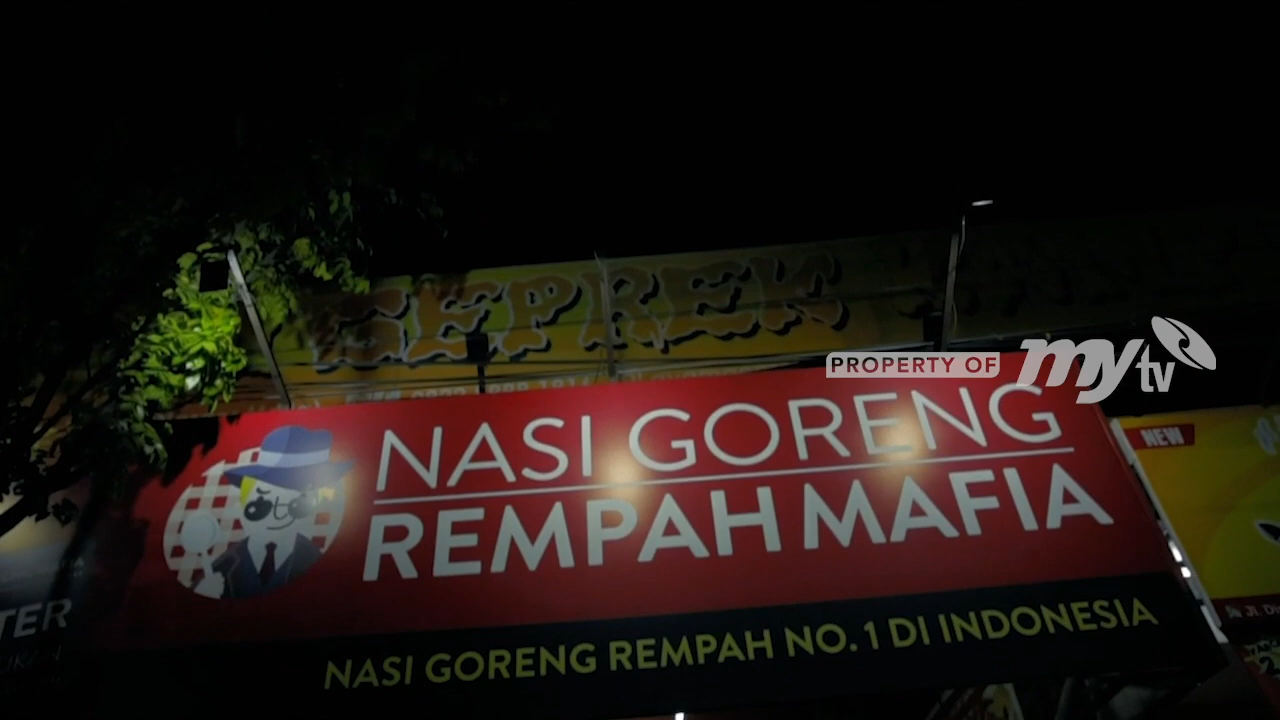 GEPREK
PROPERTY OF mytv
NASI GORENG
REMPAH MAFIA
NASI GORENG REMPAH NO. 1 DI INDONESIA
NEW
TER